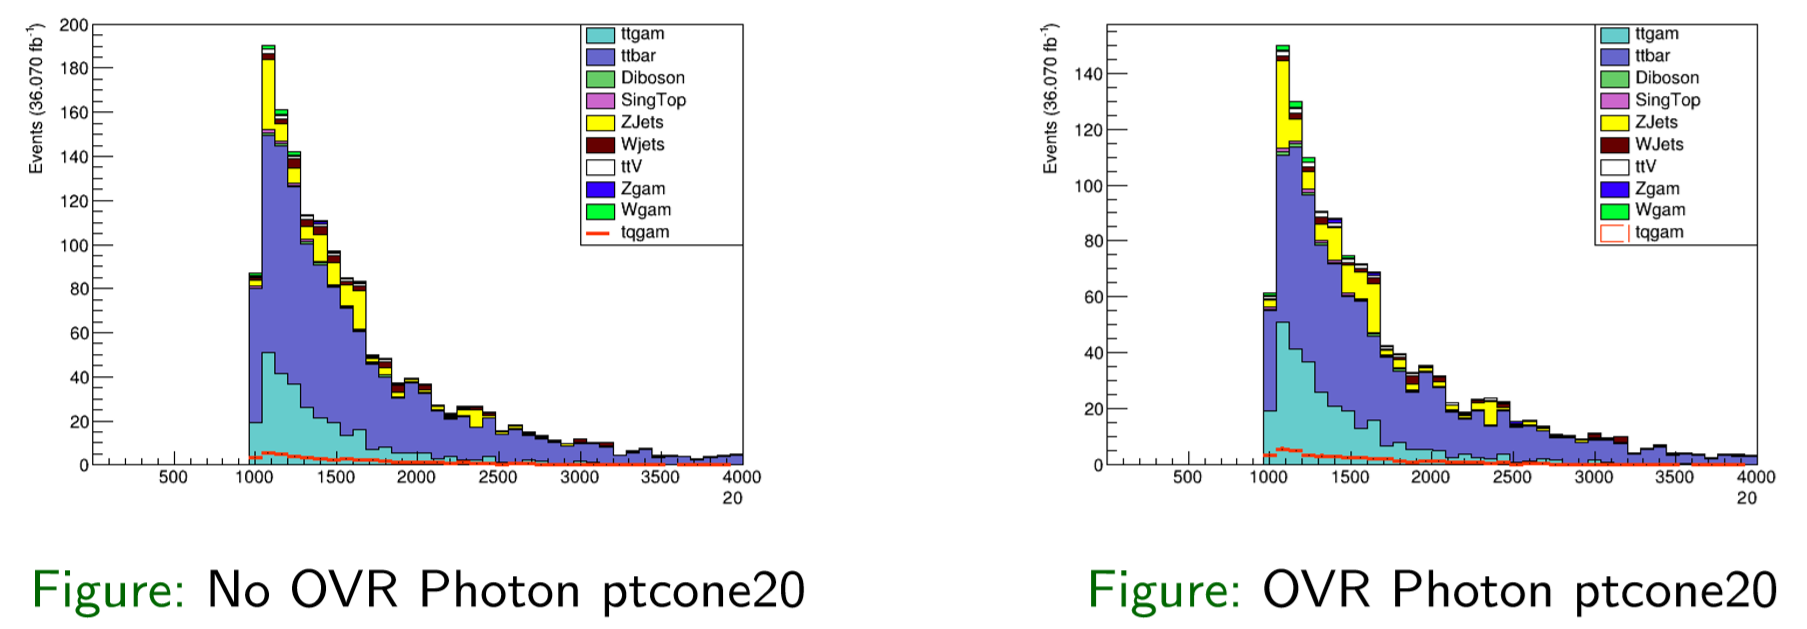 Events (36.070 fb-1)
200
180
160
140
120
100
80
60
40
20
0
500
1000
1500
2000
2500
3000
3500
4000
20
ttgam
ttbar
Diboson
SingTop
ZJets
Wjets
ttV
Zgam
Wgam
tqgam
Figure: No OVR Photon ptcone20
Events (36.070 fb-1)
140
120
100
80
60
40
20
0
500
1000
1500
2000
2500
3000
3500
4000
20
ttgam
ttbar
Diboson
SingTop
ZJets
WJets
ttV
Zgam
Wgam
tqgam
Figure: OVR Photon ptcone20